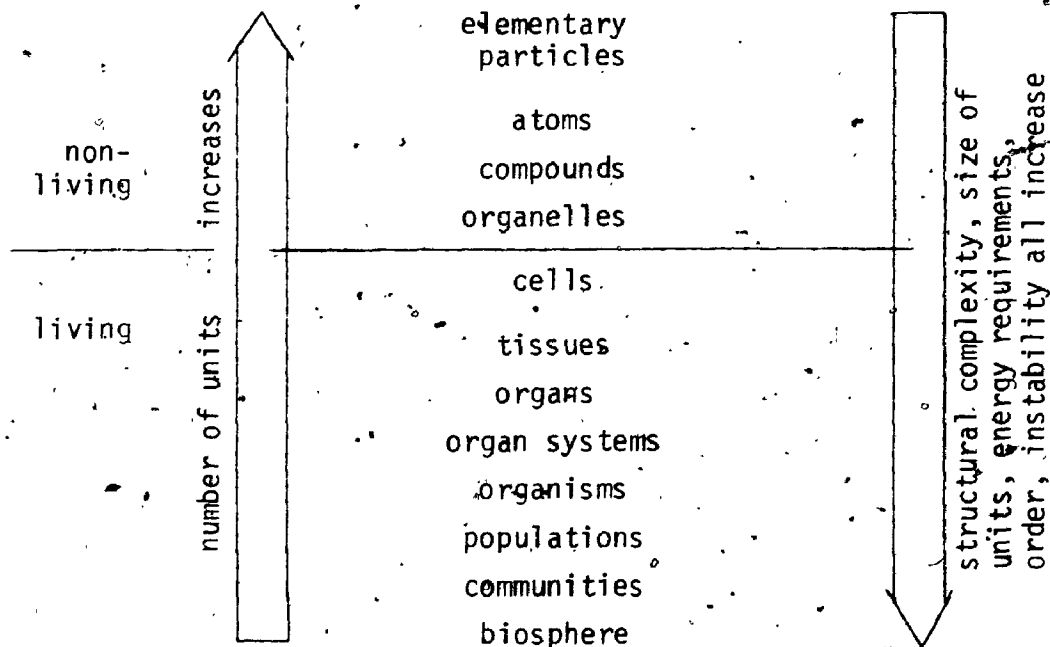 elementary
particles
atoms
compounds
organelles
cells
tissues
organs
organ systems
organisms
populations
communities
biosphere
non-
living
living
number of units increases
structural complexity, size of
units, energy requirements,
order, instability all increase